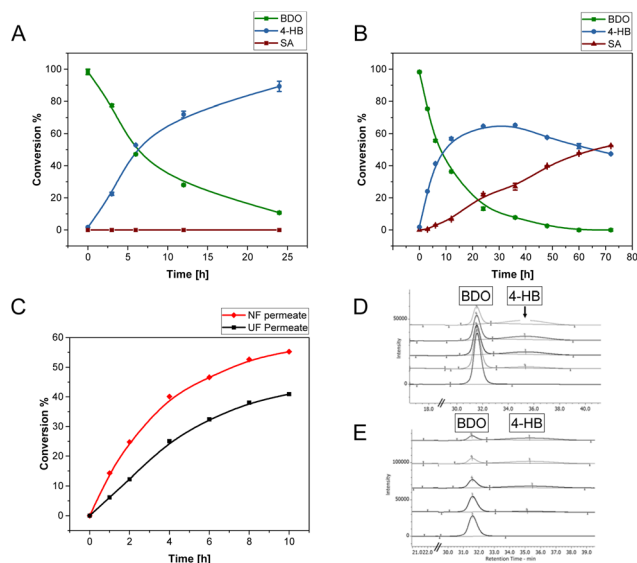 A
BDO
4-HB
SA
100
80
60
40
20
0
Conversion %
0 5 10 15 20 25
Time [h]
B
BDO
4-HB
SA
100
80
60
40
20
0
Conversion %
0 10 20 30 40 50 60 70 80
Time [h]
C
NF permeate
UF Permeate
60
50
40
30
20
10
0
Conversion %
0 2 4 6 8 10
Time [h]
D
BDO 4-HB
50000
0
Intensity
18.0 30.0 32.0 34.0 36.0 38.0 40.0
E
BDO 4-HB
100000
50000
0
Intensity
21.0 22.0 30.0 31.0 32.0 33.0 34.0 35.0 36.0 37.0 38.0 39.0
Retention Time - min